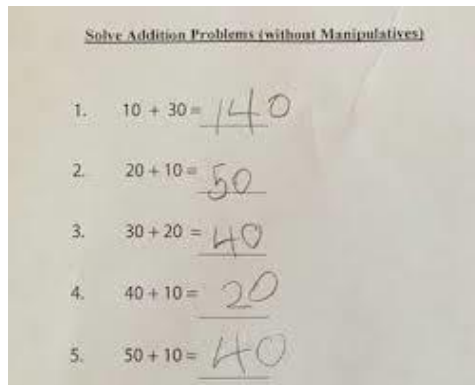 Solve Addition Problems (without Manipulatives)
1. 10 + 30 = 140
2. 20 + 10 = 50
3. 30 + 20 = 40
4. 40 + 10 = 20
5. 50 + 10 = 40